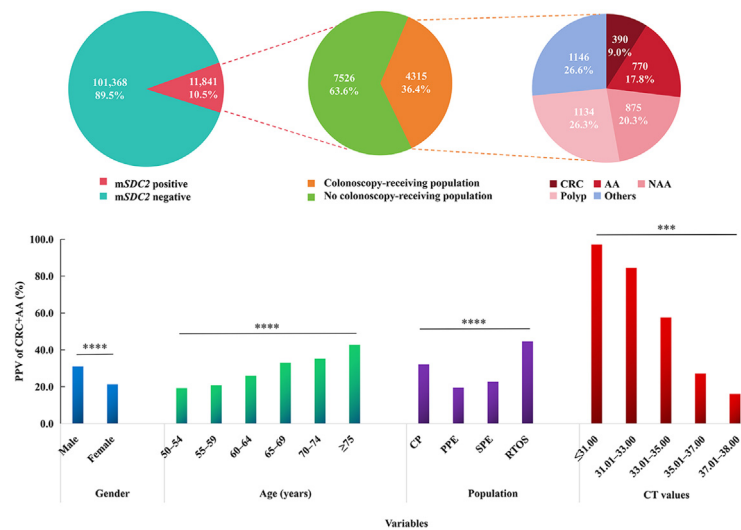 101,368
89.5%
11,841
10.5%
7526
63.6%
4315
36.4%
390
9.0%
770
17.8%
875
20.3%
1134
26.3%
1146
26.6%
mSDC2 positive
mSDC2 negative
Colonoscopy-receiving population
No colonoscopy-receiving population
CRC AA NAA
Polyp Others
PPV of CRC+AA (%)
100.0
80.0
60.0
40.0
20.0
0.0
**** **** **** ***
Male Female 50–54 55–59 60–64 65–69 70–74 ≥75 CP PPE SPE RTOS ≤31.00 31.01–33.00 33.01–35.00 35.01–37.00 37.01–38.00
Gender Age (years) Population CT values
Variables